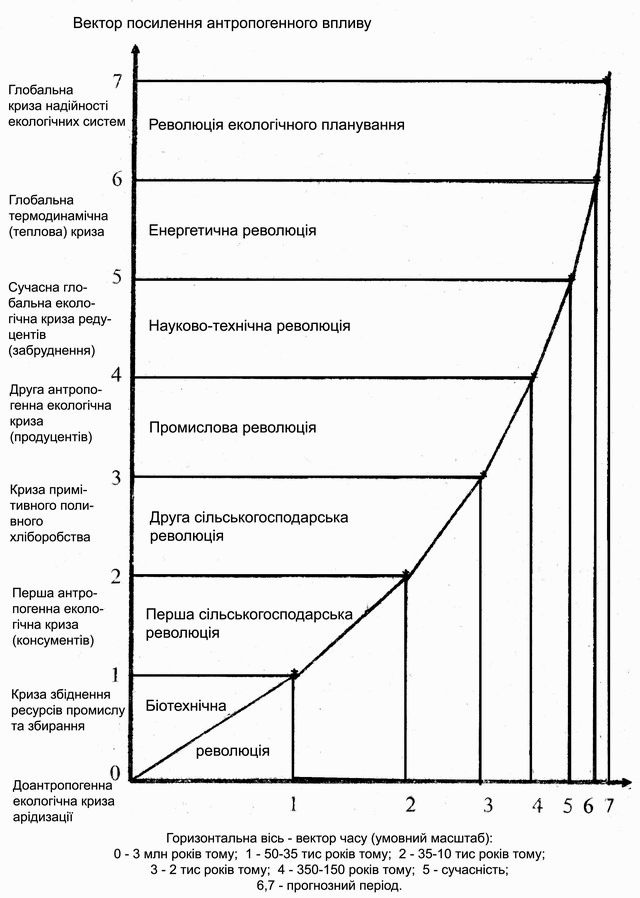 Вектор посилення антропогенного впливу
7
Глобальна
криза надійності
екологічних систем
Революція екологічного планування
6
Глобальна
термодинамічна
(теплова) криза
Енергетична революція
5
Сучасна гло-
бальна еколо-
гічна криза реду-
центів
(забруднення)
Науково-технічна революція
4
Друга антропо-
генна екологічна
криза
(продуцентів)
Промислова революція
3
Криза примі-
тивного поли-
вного
хліборобства
Друга сільськогосподарська
революція
2
Перша антро-
погенна еколо-
гічна криза
(консументів)
Перша сільськогосподарська
революція
1
Криза збіднення
ресурсів промислу
та збирання
Біотехнічна
революція
0
Доантропогенна
екологічна криза
арідизації
1 2 3 4 5 6 7
Горизонтальна вісь - вектор часу (умовний масштаб):
0 - 3 млн років тому; 1 - 50-35 тис років тому; 2 - 35-10 тис років тому;
3 - 2 тис років тому; 4 - 350-150 років тому; 5 - сучасність;
6,7 - прогнозний період.